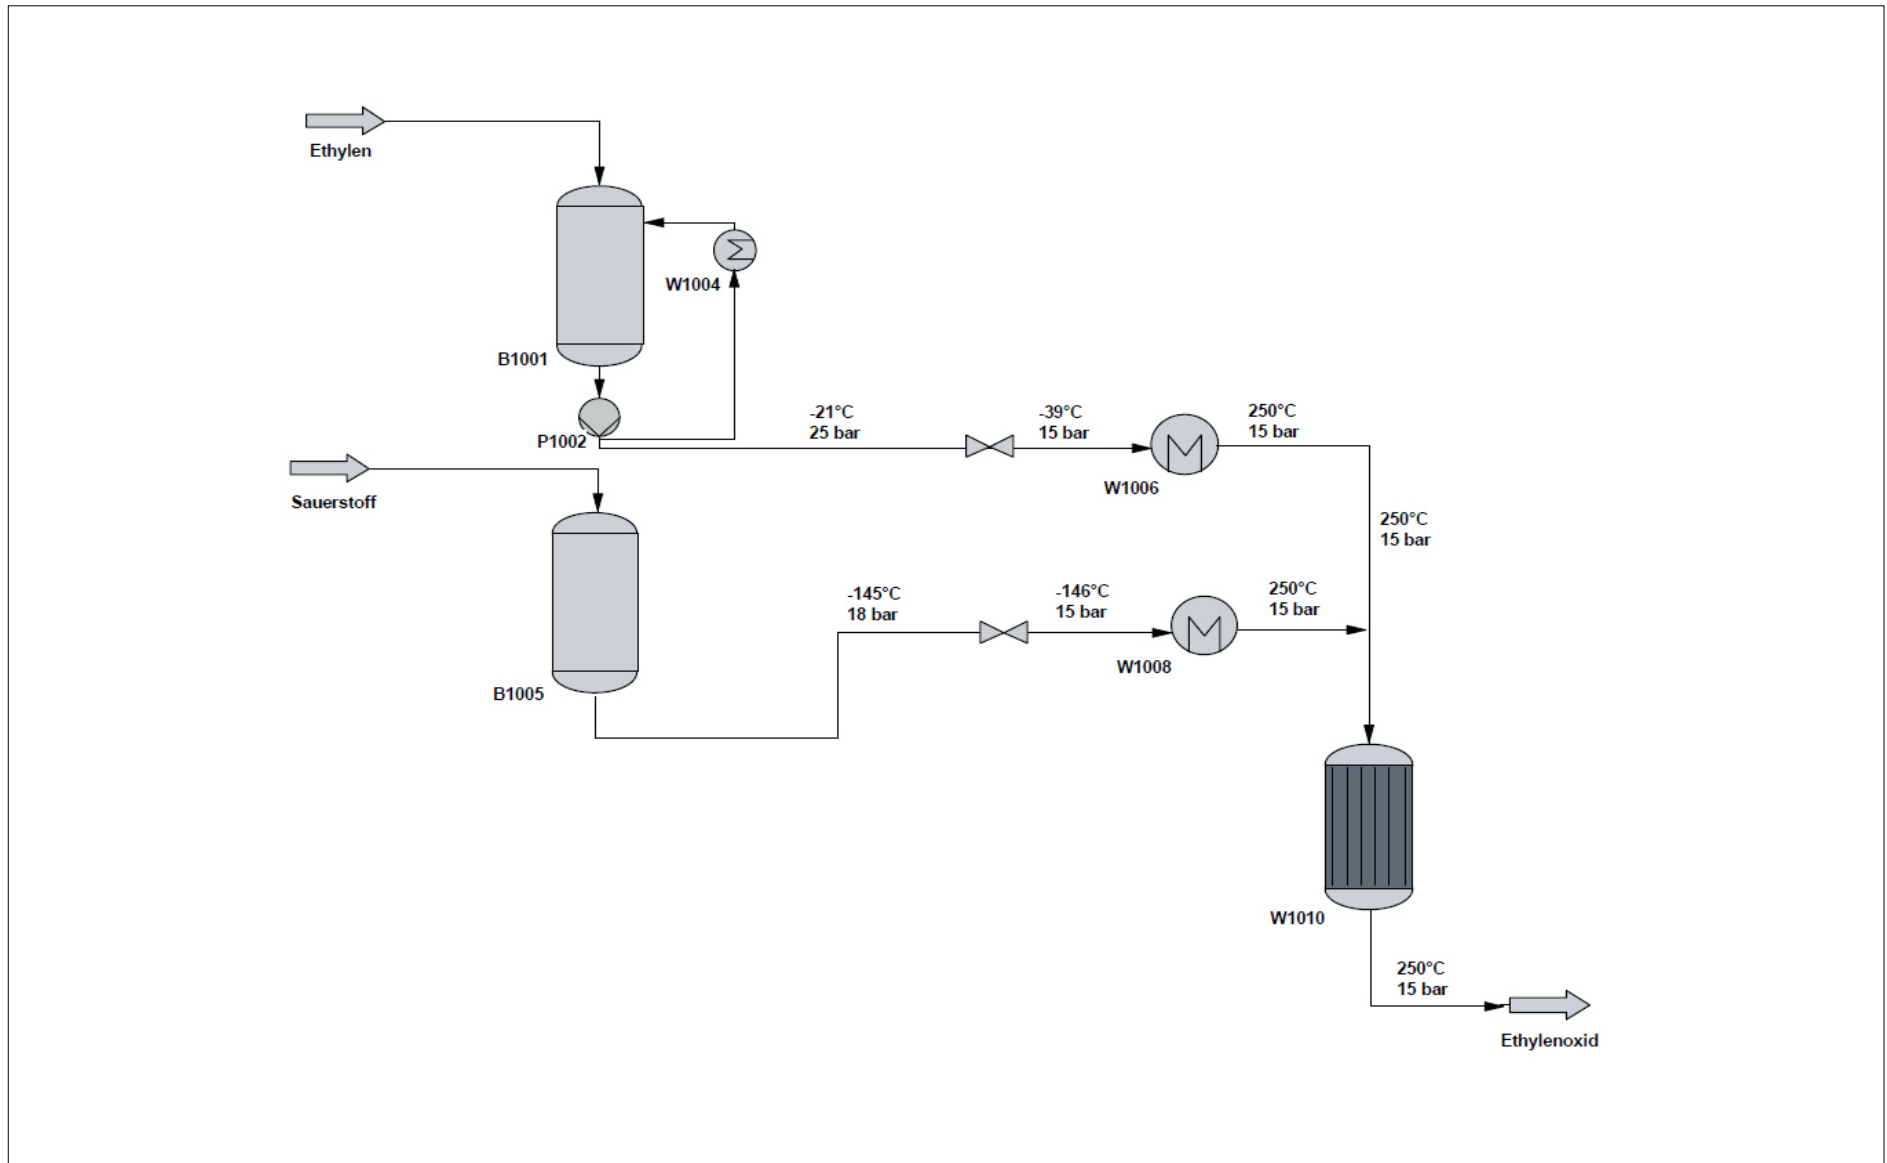 Ethylen
W1004
B1001
P1002
-21°C
25 bar
-39°C
15 bar
250°C
15 bar
W1006
Sauerstoff
250°C
15 bar
-145°C
18 bar
-146°C
15 bar
250°C
15 bar
W1008
B1005
W1010
250°C
15 bar
Ethylenoxid